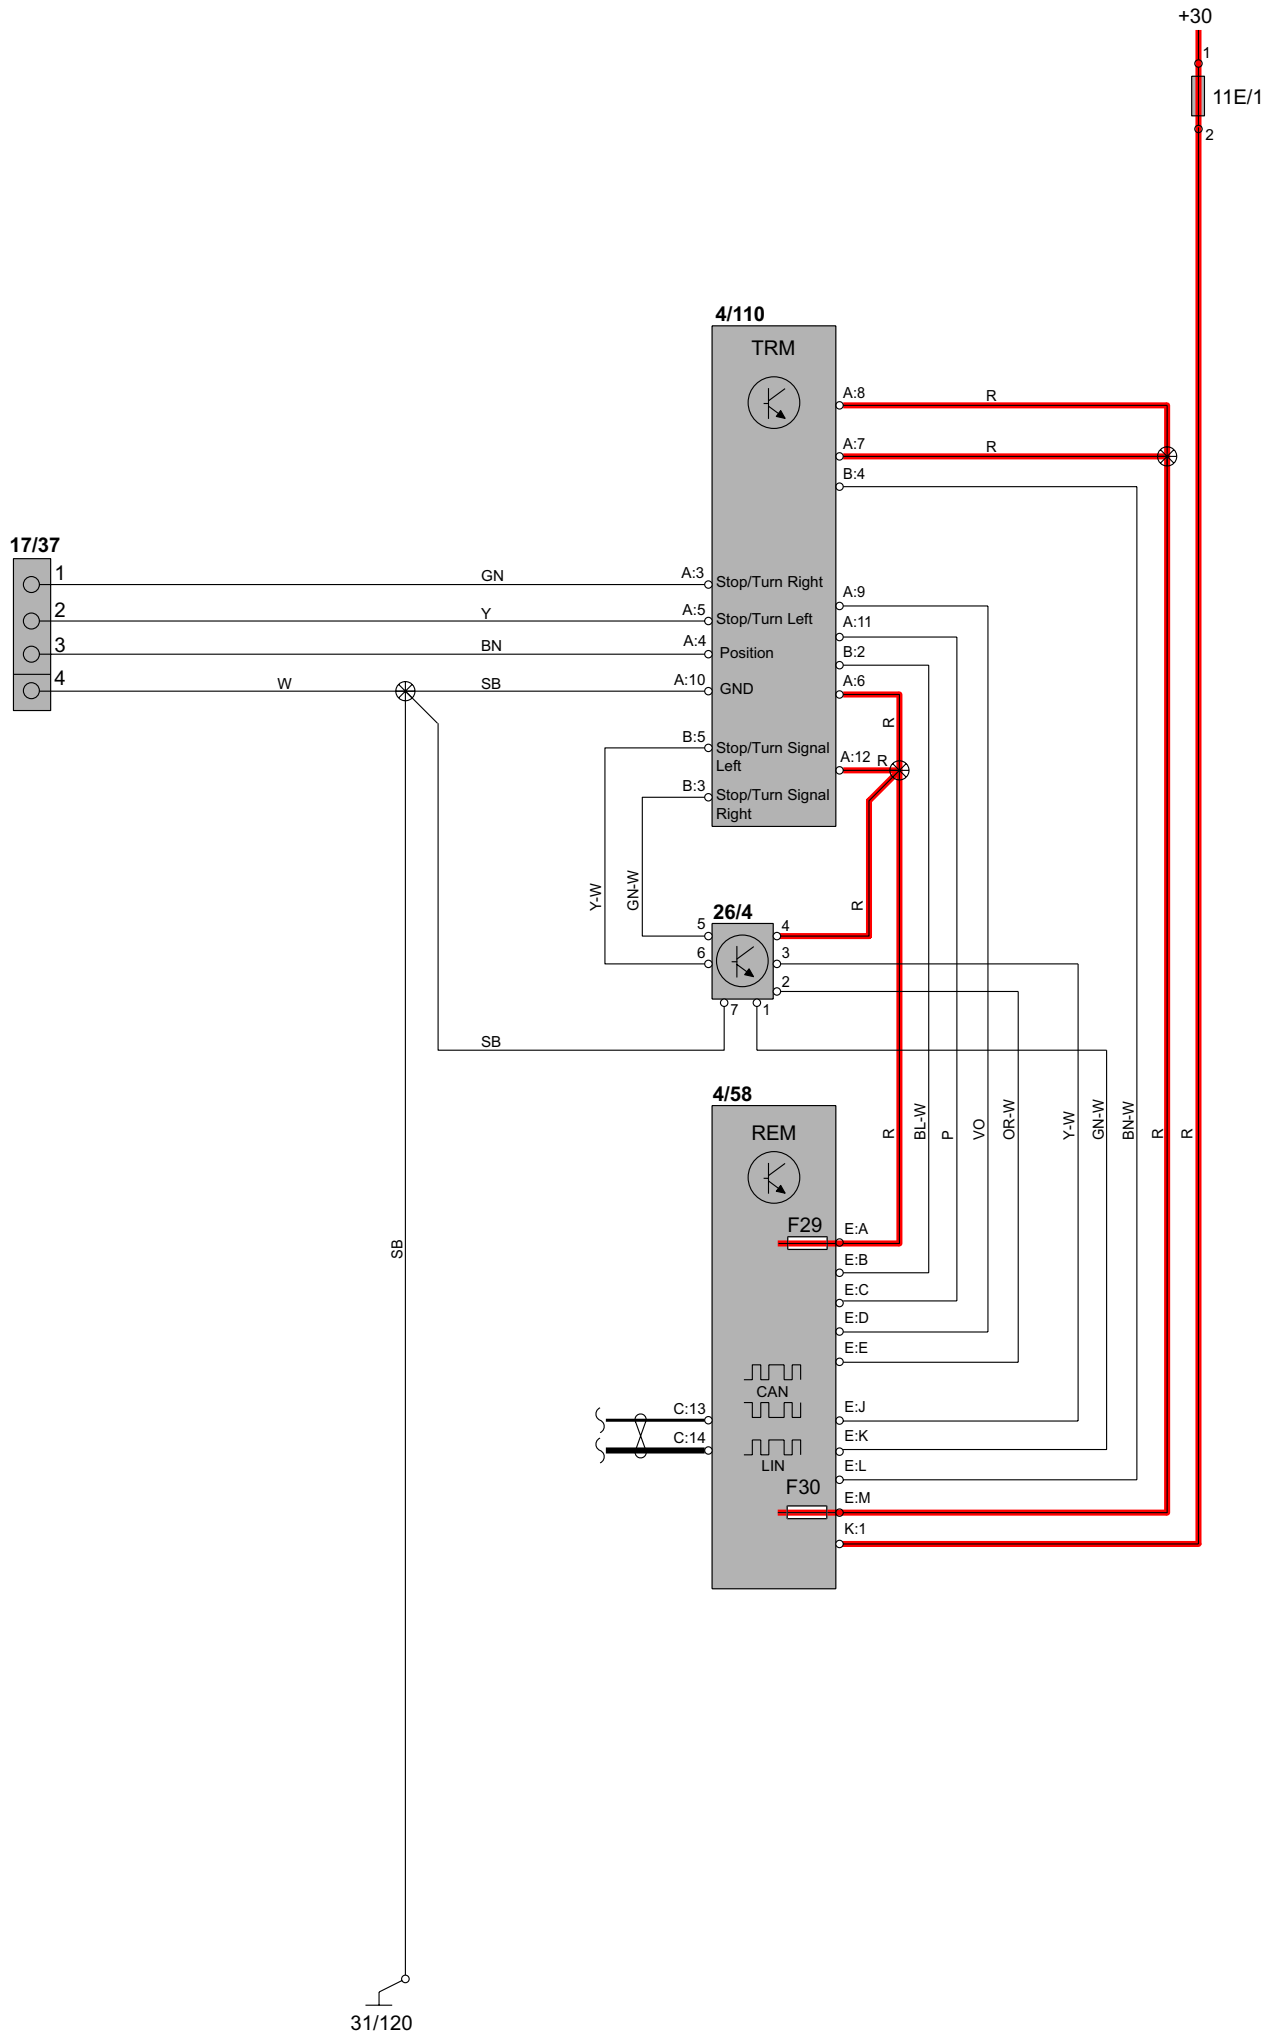 +30
1
11E/1
2
4/110
TRM
A:8
R
A:7
R
B:4
17/37
1
GN
A:3
Stop/Turn Right
A:9
2
Y
A:5
Stop/Turn Left
A:11
3
BN
A:4
Position
B:2
4
W
SB
A:10
GND
A:6
R
B:5
Stop/Turn Signal
Left
A:12
R
B:3
Stop/Turn Signal
Right
Y-W
GN-W
R
26/4
5
4
6
3
2
7
1
SB
4/58
REM
R
BL-W
P
VO
OR-W
Y-W
GN-W
BN-W
R
R
F29
E:A
SB
E:B
E:C
E:D
E:E
CAN
C:13
E:J
C:14
E:K
LIN
E:L
F30
E:M
K:1
31/120